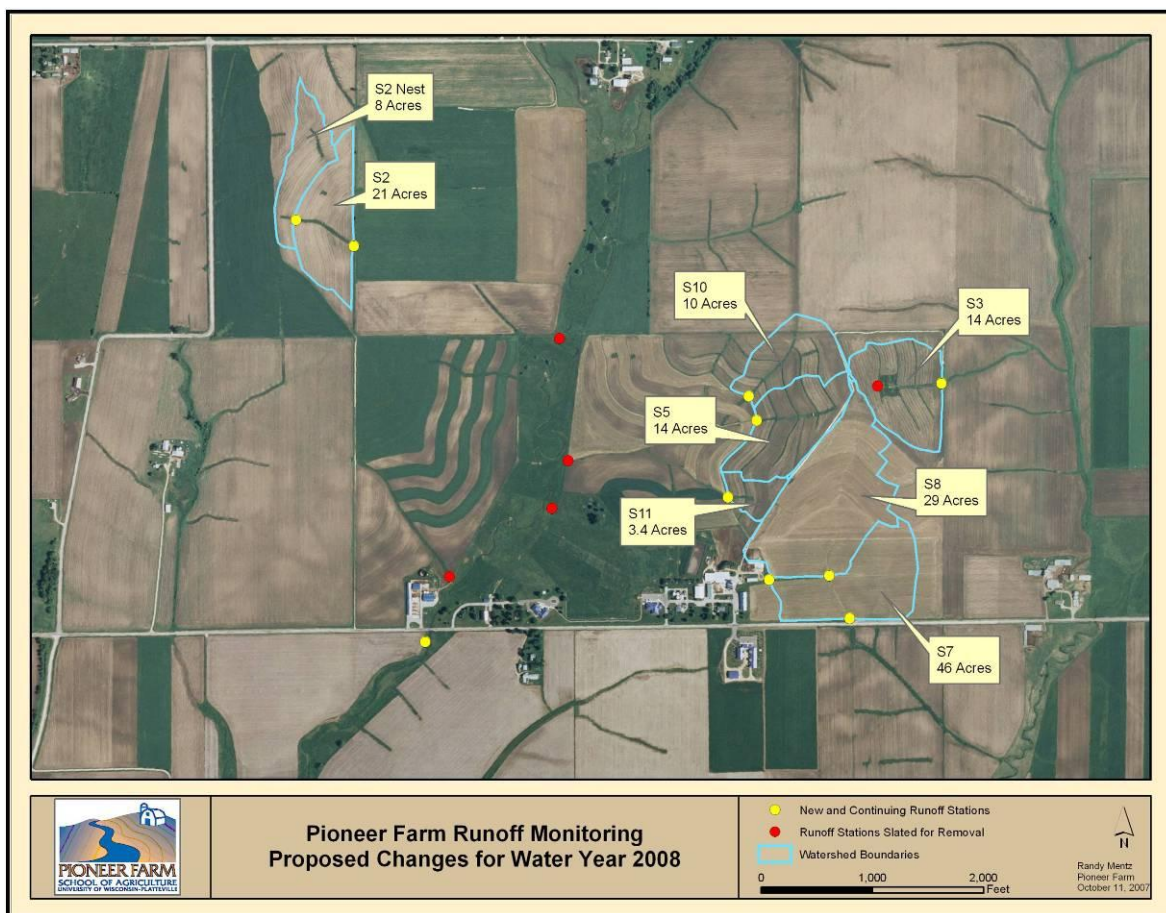 S2 Nest
8 Acres
S2
21 Acres
S10
10 Acres
S3
14 Acres
S5
14 Acres
S8
29 Acres
S11
3.4 Acres
S7
46 Acres
PIONEER FARM
SCHOOL OF AGRICULTURE
UNIVERSITY OF WISCONSIN-PLATTEVILLE
Pioneer Farm Runoff Monitoring
Proposed Changes for Water Year 2008
New and Continuing Runoff Stations
Runoff Stations Slated for Removal
Watershed Boundaries
0 1,000 2,000
Feet
N
Randy Mentz
Pioneer Farm
October 11, 2007